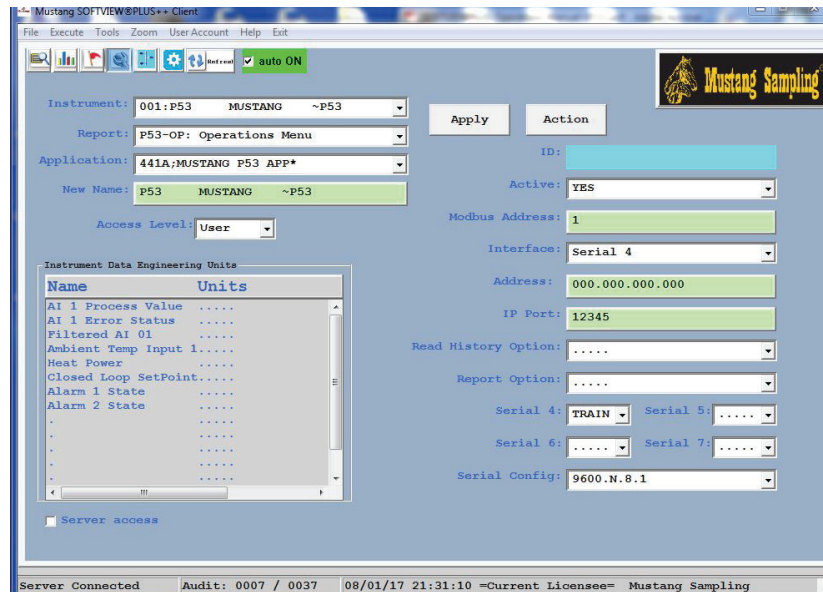 Mustang SOFTVIEW®PLUS++ Client
File Execute Tools Zoom User Account Help Exit
Refresh auto ON
Mustang Sampling
Instrument: 001:P53 MUSTANG ~P53
Report: P53-OP: Operations Menu
Application: 441A;MUSTANG P53 APP*
New Name: P53 MUSTANG ~P53
Access Level: User
Instrument Data Engineering Units
Name Units
AI 1 Process Value .....
AI 1 Error Status .....
Filtered AI 01 .....
Ambient Temp Input 1.....
Heat Power .....
Closed Loop SetPoint.....
Alarm 1 State .....
Alarm 2 State .....
. .....
. .....
. .....
. .....
. .....
Server access
Apply Action
ID:
Active: YES
Modbus Address: 1
Interface: Serial 4
Address: 000.000.000.000
IP Port: 12345
Read History Option: .....
Report Option: .....
Serial 4: TRAIN Serial 5: .....
Serial 6: ..... Serial 7: .....
Serial Config: 9600.N.8.1
Server Connected Audit: 0007 / 0037 08/01/17 21:31:10 =Current Licensee= Mustang Sampling